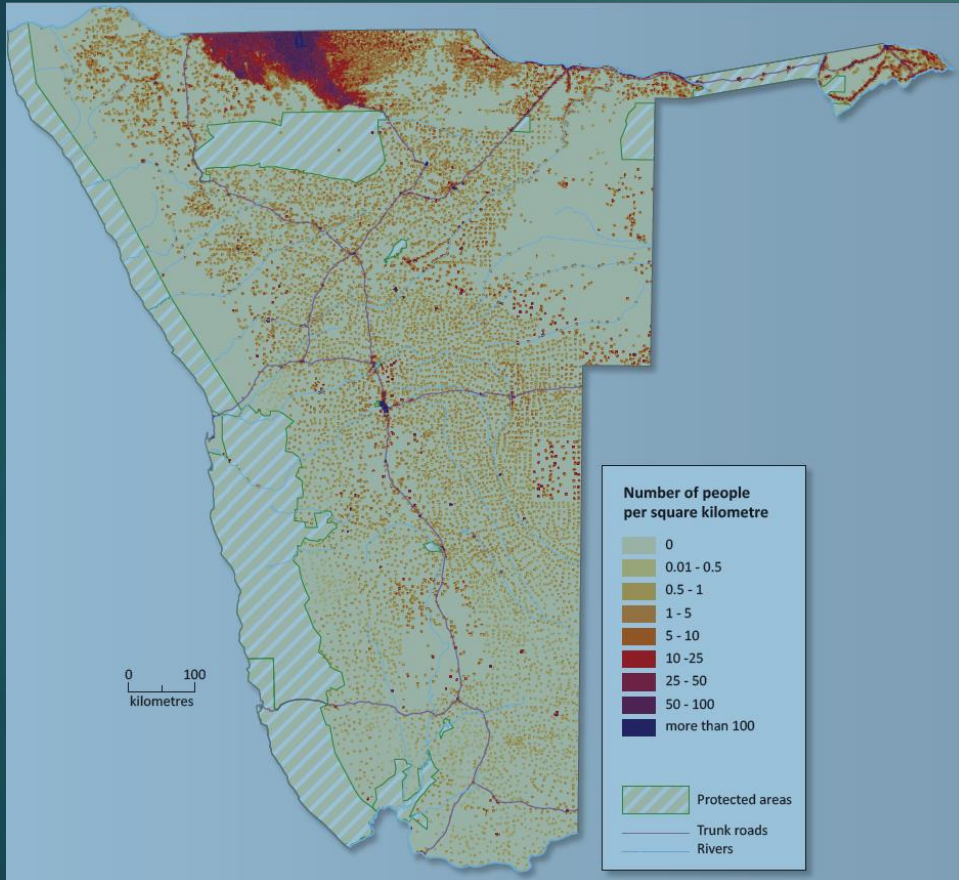 Number of people
per square kilometre
0
0.01 - 0.5
0.5 - 1
1 - 5
5 - 10
10 -25
25 - 50
50 - 100
more than 100
Protected areas
Trunk roads
Rivers
0 100
kilometres